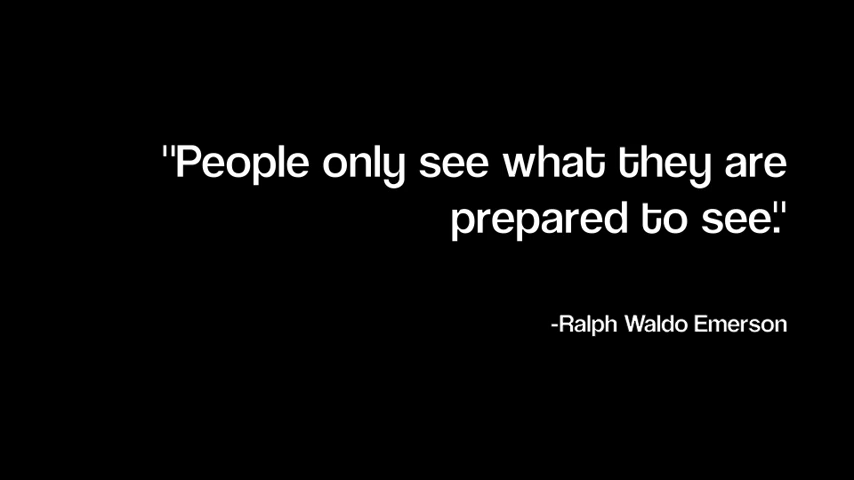 "People only see what they are
prepared to see."
-Ralph Waldo Emerson